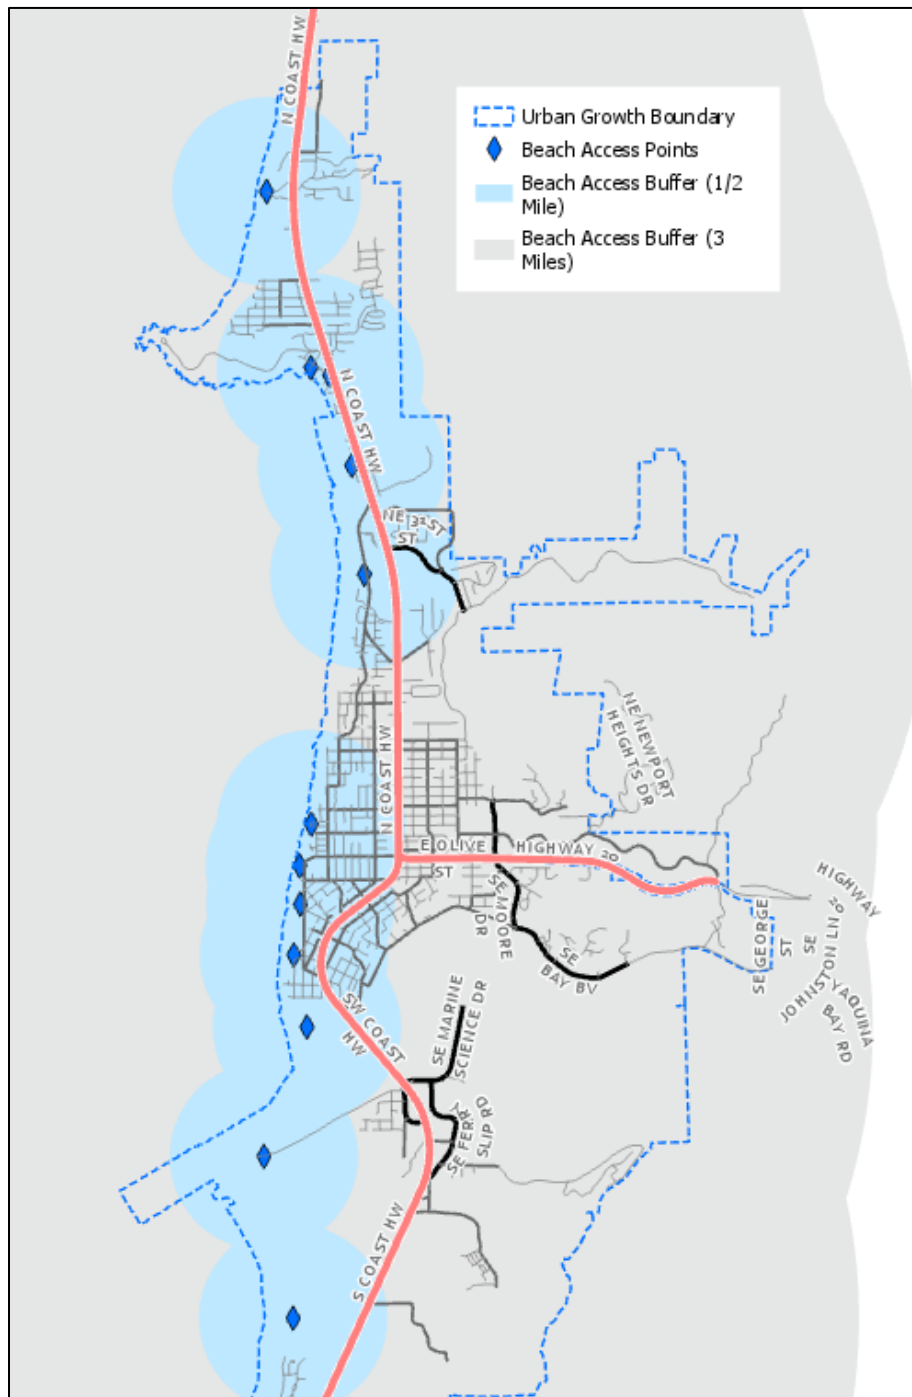 N COAST HW
Urban Growth Boundary
Beach Access Points
Beach Access Buffer (1/2
Mile)
Beach Access Buffer (3
Miles)
N COAST HW
NE 31ST
ST
NE NEWPORT
HEIGHTS DR
N COAST HW
E OLIVE
ST
HIGHWAY 20
HIGHWAY
20
SE MOORE
DR
SE
BAY BV
SE GEORGE
ST
SE
JOHNSTON LN
YAQUINA
BAY RD
SW COAST
HW
SE MARINE
SCIENCE DR
SE FERRY
SLIP RD
S COAST HW